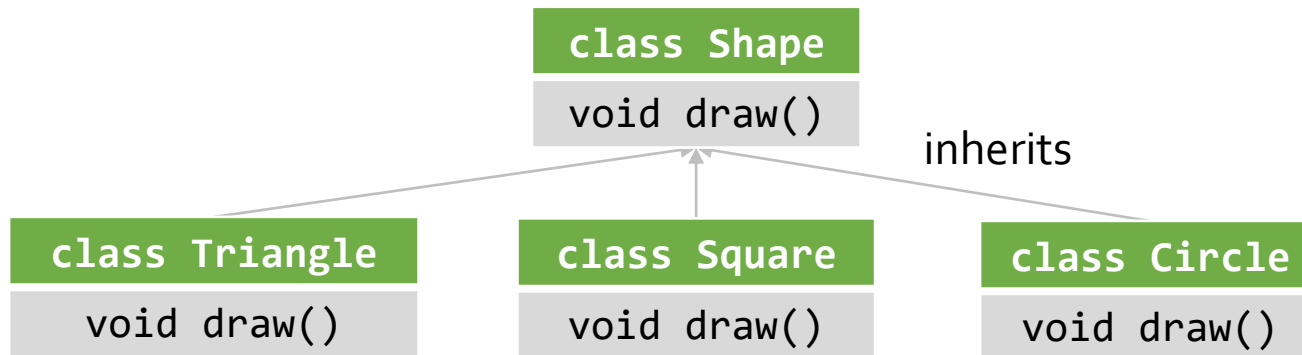 class Shape
void draw()
inherits
class Triangle
void draw()
class Square
void draw()
class Circle
void draw()